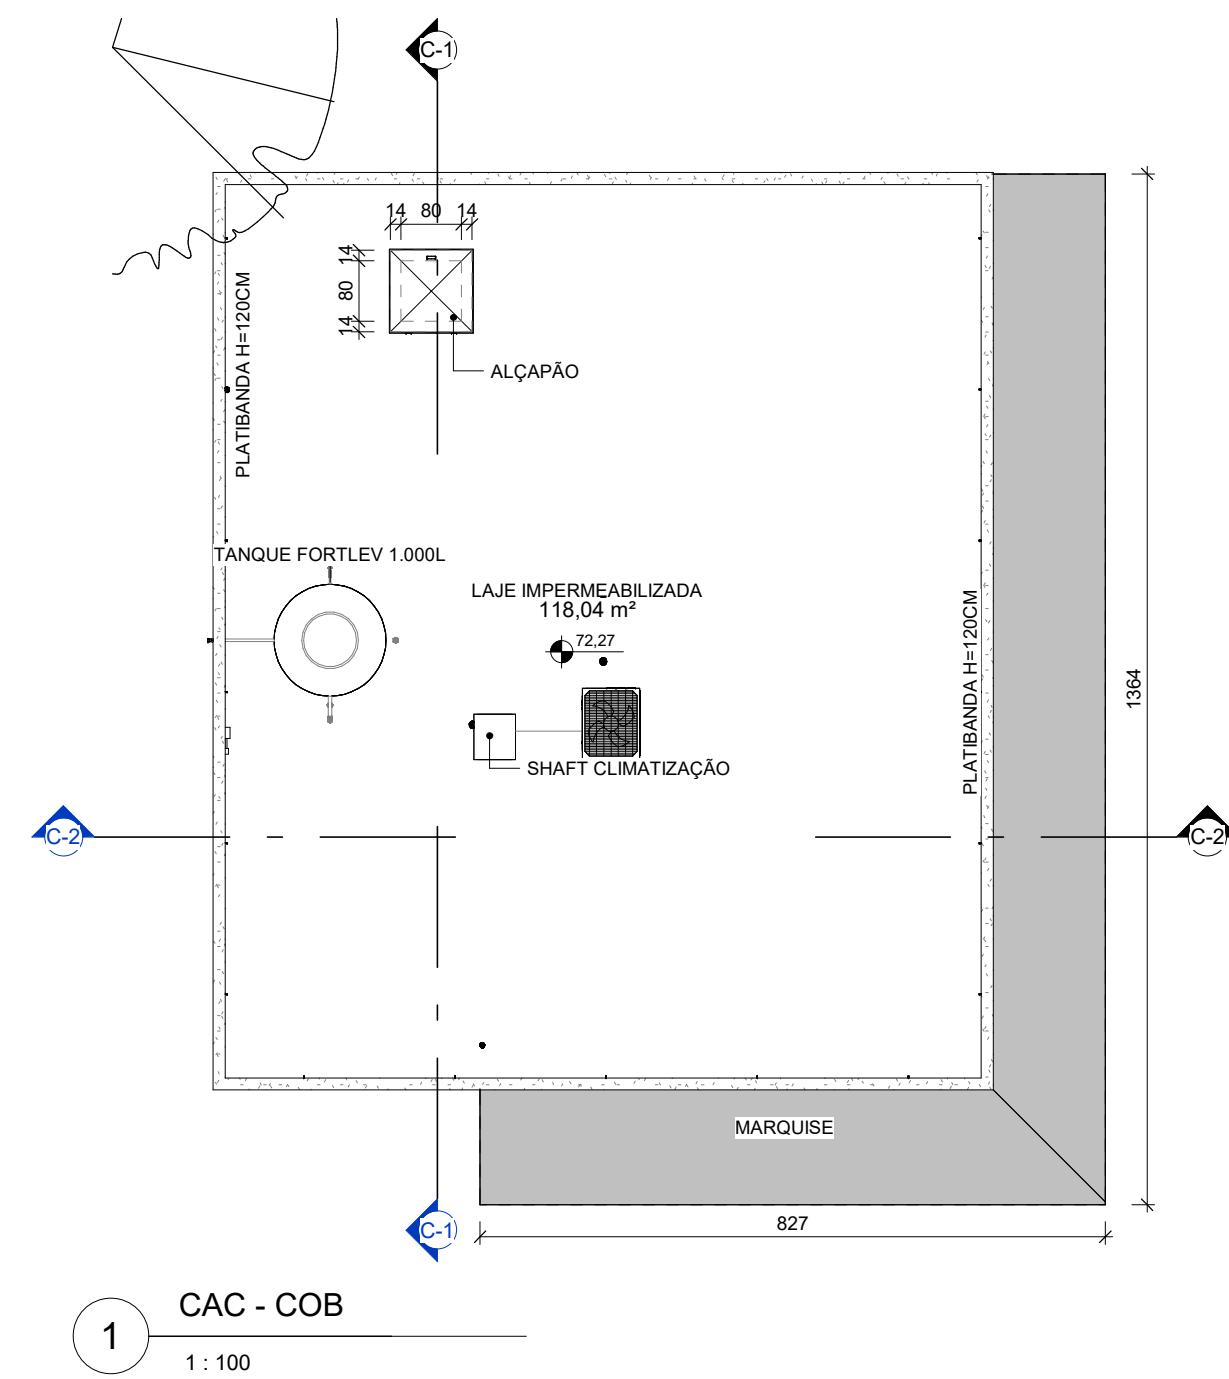 C-1
14 80 14
14
80
14
PLATIBANDA H=120CM
ALÇAPÃO
TANQUE FORTLEV 1.000L
LAJE IMPERMEABILIZADA
118,04 m²
72,27
PLATIBANDA H=120CM
1364
SHAFT CLIMATIZAÇÃO
C-2
C-2
MARQUISE
827
C-1
CAC - COB
1
1 : 100